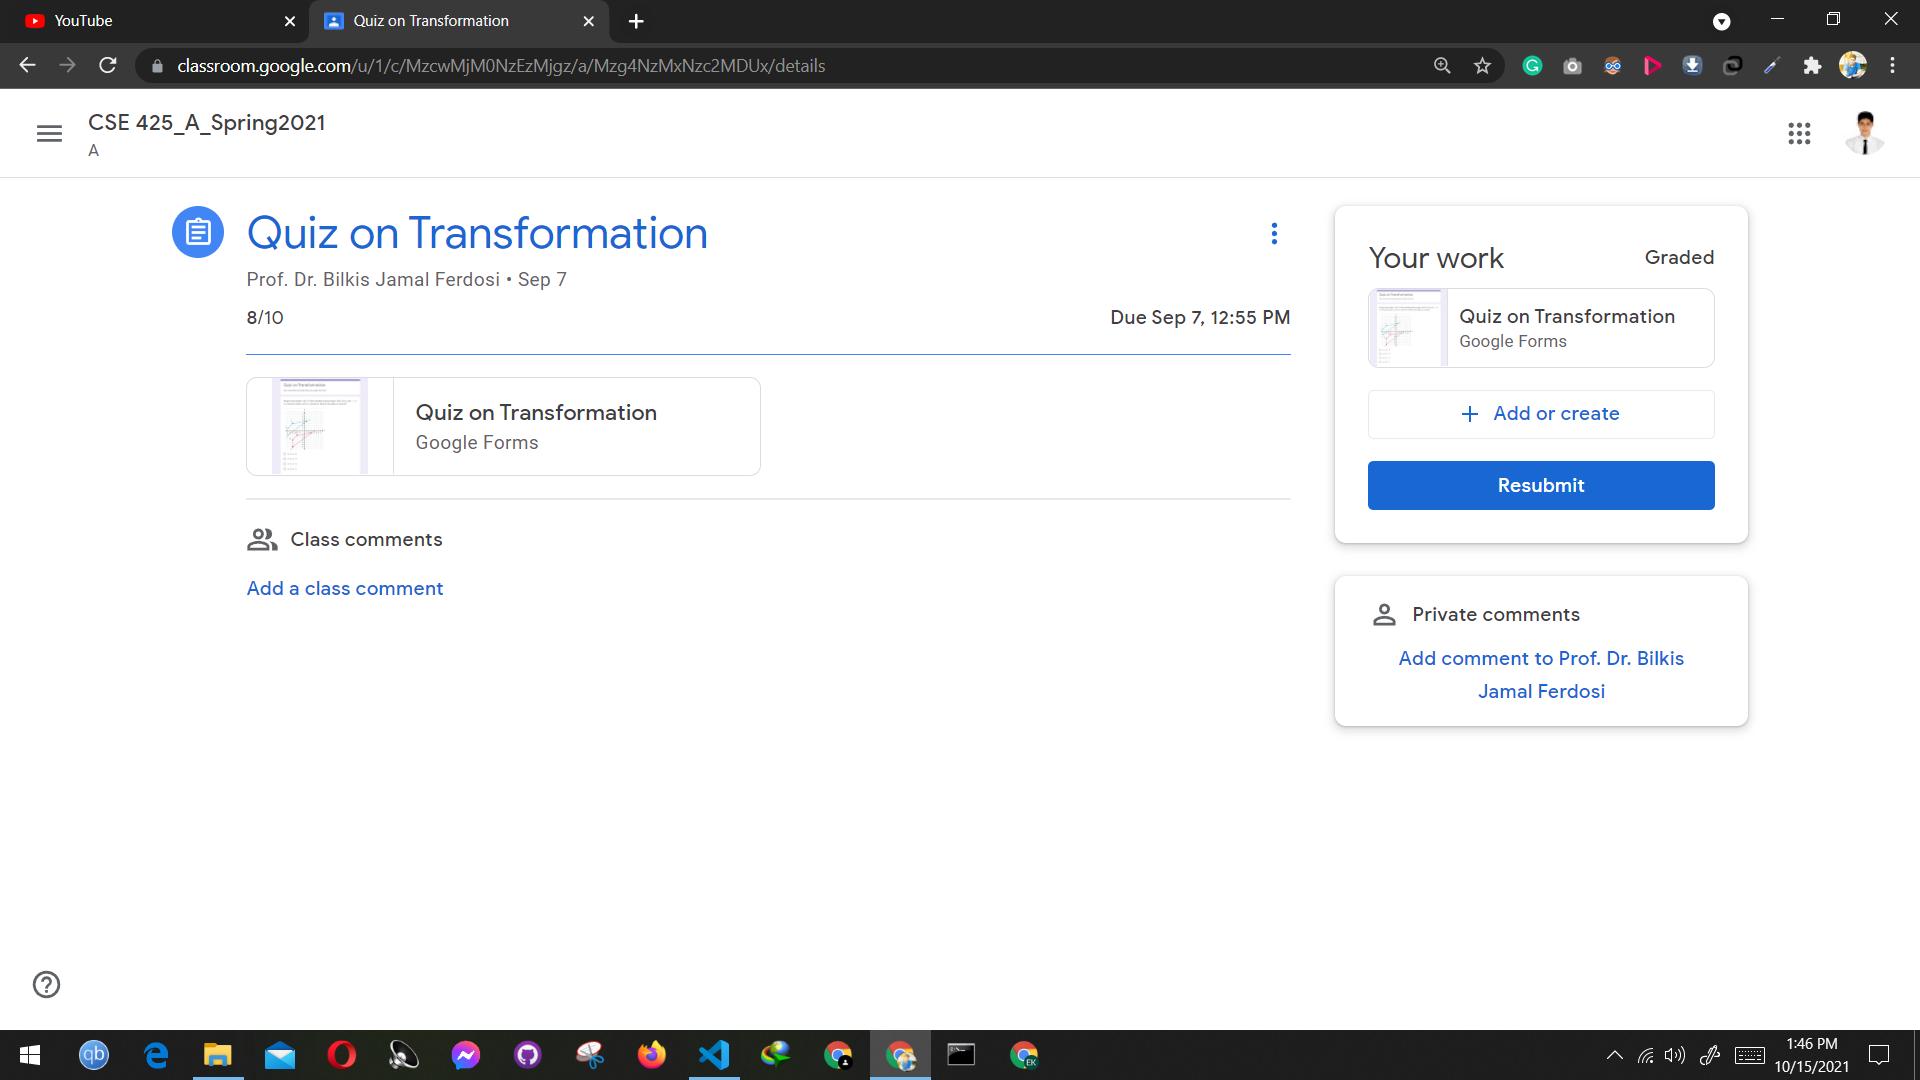 YouTube
Quiz on Transformation
classroom.google.com/u/1/c/MzcwMjM0NzEzMjgz/a/Mzg4NzMxNzc2MDUx/details
CSE 425_A_Spring2021
A
Quiz on Transformation
Prof. Dr. Bilkis Jamal Ferdosi • Sep 7
8/10
Due Sep 7, 12:55 PM
Quiz on Transformation
Google Forms
Class comments
Add a class comment
Your work
Graded
Quiz on Transformation
Google Forms
+ Add or create
Resubmit
Private comments
Add comment to Prof. Dr. Bilkis
Jamal Ferdosi
qb
EK
1:46 PM
10/15/2021